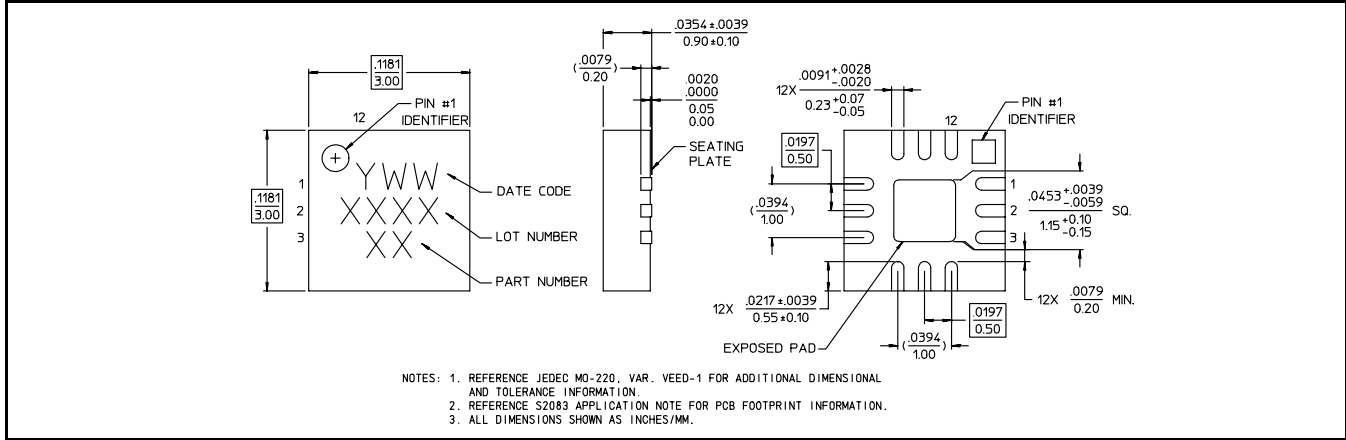 .1181
3.00
12
PIN #1
IDENTIFIER
.1181
3.00
1
2
3
YWW
XXXX
XX
DATE CODE
LOT NUMBER
PART NUMBER
.0354±.0039
0.90±0.10
(.0079
0.20)
.0020
.0000
0.05
0.00
SEATING
PLATE
12X .0091+.0028
-.0020
0.23+0.07
-0.05
12
PIN #1
IDENTIFIER
.0197
0.50
(.0394
1.00)
1
2
3
.0453+.0039
-.0059 SQ.
1.15+0.10
-0.15
12X .0217±.0039
0.55±0.10
12X .0079 MIN.
0.20
.0197
0.50
(.0394)
1.00
EXPOSED PAD
NOTES: 1. REFERENCE JEDEC MO-220, VAR. VEED-1 FOR ADDITIONAL DIMENSIONAL
AND TOLERANCE INFORMATION.
2. REFERENCE S2083 APPLICATION NOTE FOR PCB FOOTPRINT INFORMATION.
3. ALL DIMENSIONS SHOWN AS INCHES/MM.